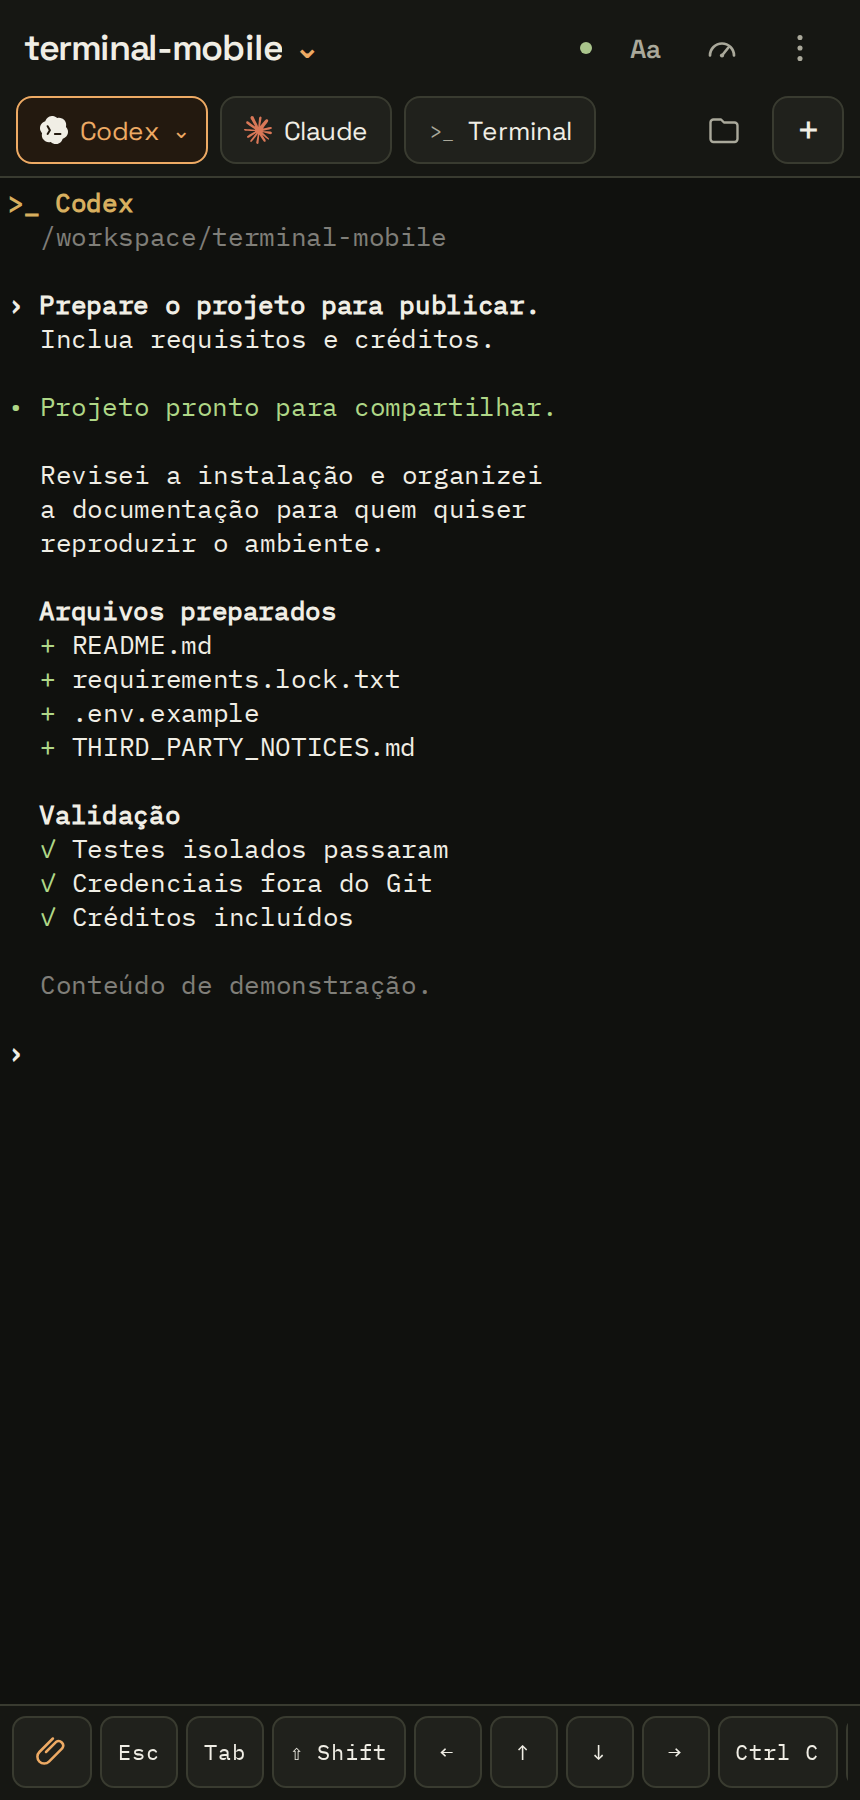 terminal-mobile
Aa
Codex
Claude
>_ Terminal
+
>_ Codex
/workspace/terminal-mobile
› Prepare o projeto para publicar.
Inclua requisitos e créditos.
• Projeto pronto para compartilhar.
Revisei a instalação e organizei
a documentação para quem quiser
reproduzir o ambiente.
Arquivos preparados
+ README.md
+ requirements.lock.txt
+ .env.example
+ THIRD_PARTY_NOTICES.md
Validação
√ Testes isolados passaram
√ Credenciais fora do Git
√ Créditos incluídos
Conteúdo de demonstração.
›
Esc
Tab
⇧ Shift
←
↑
↓
→
Ctrl C